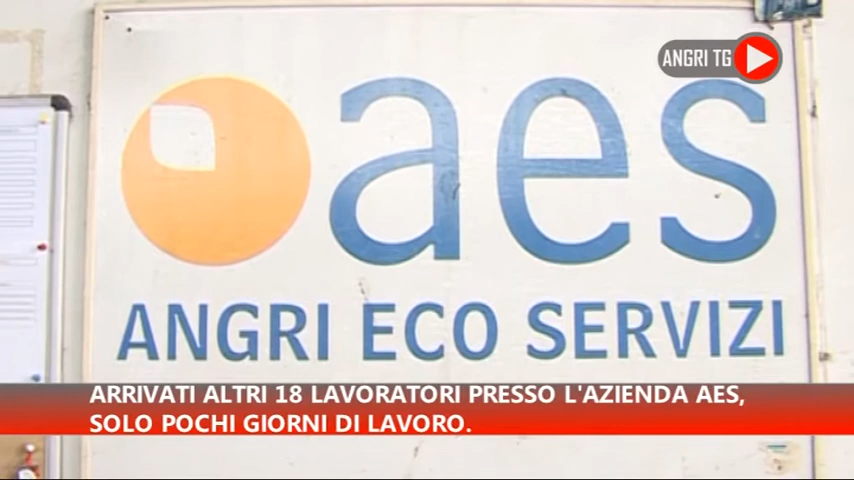 ANGRI TG
aes
ANGRI ECO SERVIZI
ARRIVATI ALTRI 18 LAVORATORI PRESSO L'AZIENDA AES,
SOLO POCHI GIORNI DI LAVORO.